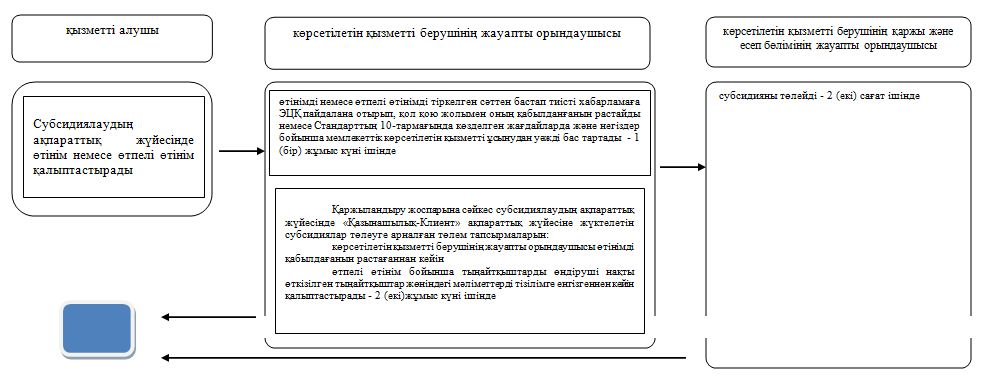 қызметті алушы
көрсетілетін қызметті берушінің жауапты орындаушысы
көрсетілетін қызметті берушінің қаржы және
есеп бөлімінің жауапты орындаушысы
Субсидиялаудың
ақпараттық жүйесінде
өтінім немесе өтпелі өтінім
қалыптастырады
өтінімді немесе өтпелі өтінімді тіркелген сәттен бастап тиісті хабарламаға
ЭЦҚ пайдалана отырып, қол қою жолымен оның қабылданғанын растайды
немесе Стандарттың 10-тармағында көзделген жағдайларда және негіздер
бойынша мемлекеттік көрсетілетін қызметті ұсынудан уәжді бас тартады - 1
(бір) жұмыс күні ішінде
Қаржыландыру жоспарына сәйкес субсидиялаудың ақпараттық
жүйесінде «Қазынашылық-Клиент» ақпараттық жүйесіне жүктелетін
субсидиялар төлеуге арналған төлем тапсырмаларын:
көрсетілетін қызметті берушінің жауапты орындаушысы өтінімді
қабылдағанын растағаннан кейін
өтпелі өтінім бойынша тыңайтқыштарды өндіруші нақты
өткізілген тыңайтқыштар жөніндегі мәліметтерді тізілімге енгізгеннен кейін
қалыптастырады - 2 (екі)жұмыс күні ішінде
субсидияны төлейді - 2 (екі) сағат ішінде